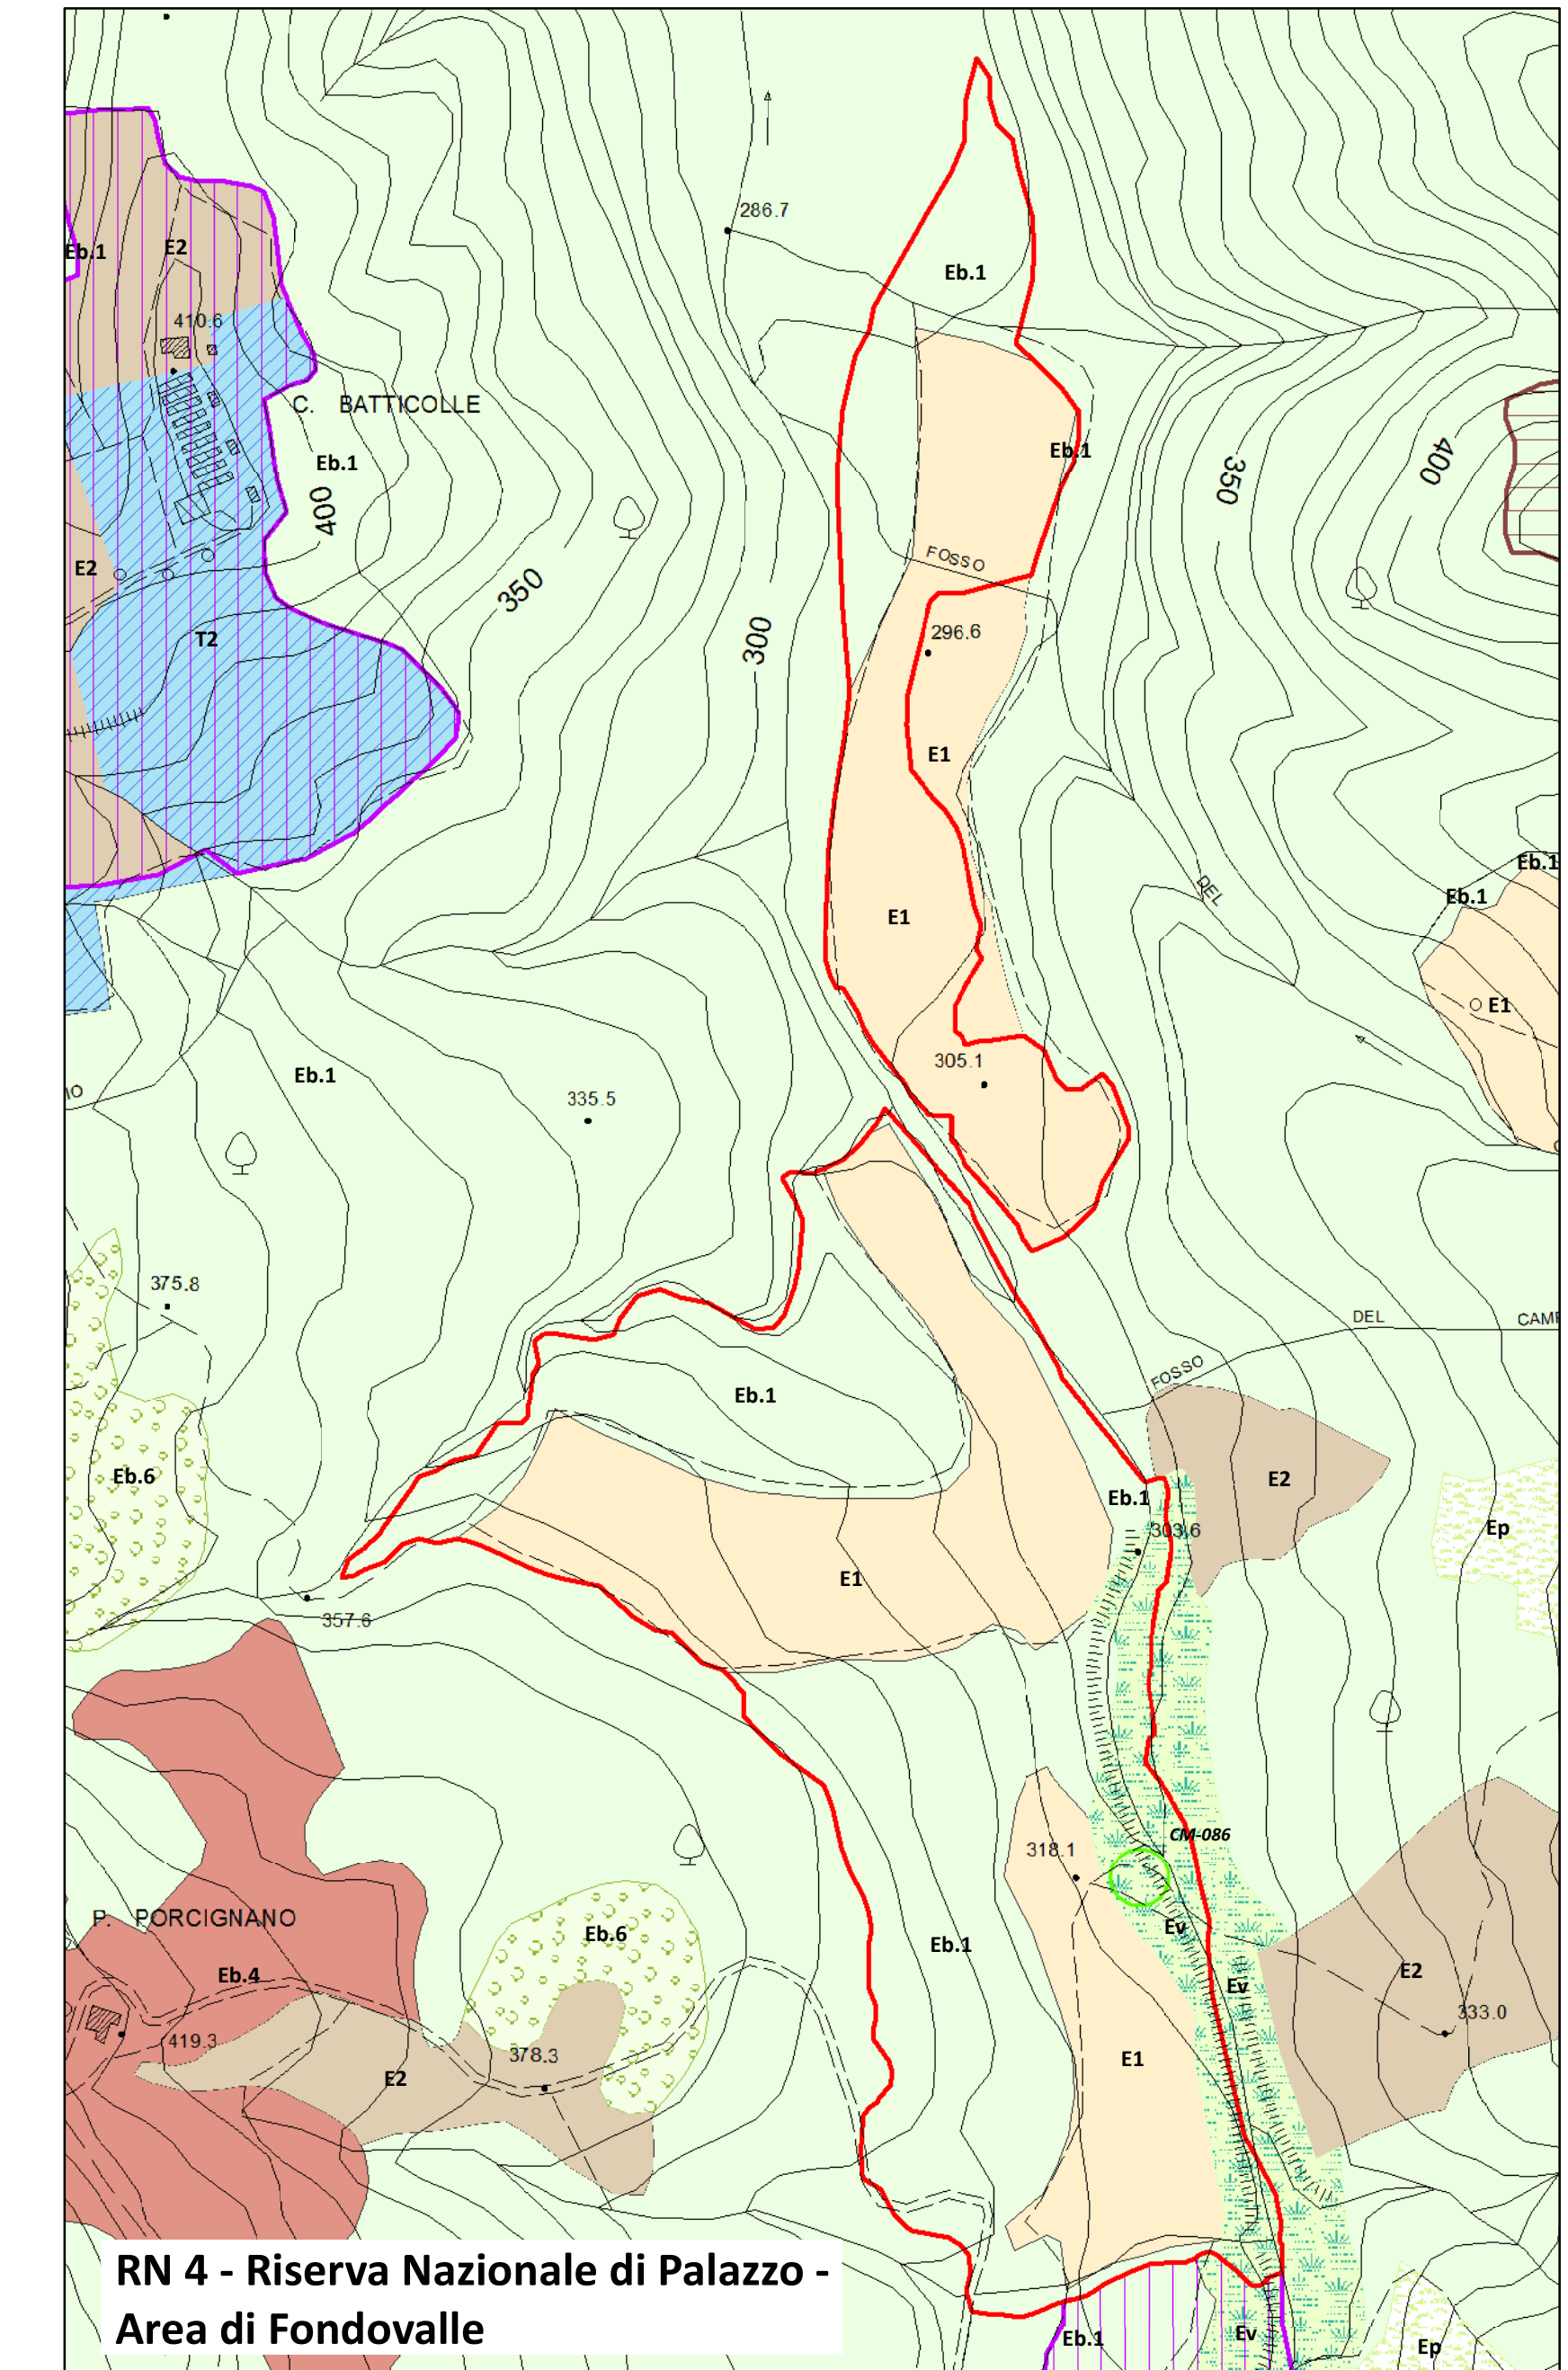 286.7
Eb.1
E2
Eb.1
410.6
C. BATTICOLLE
Eb.1
Eb.1
400
350
400
FOSSO
E2
350
300
296.6
T2
E1
Eb.1
DEL
Eb.1
E1
E1
305.1
Eb.1
IO
335.5
375.8
DEL
FOSSO
Eb.1
Eb.6
E2
Eb.1
303.6
Ep
E1
357.6
CM-086
318.1
P. PORCIGNANO
Ev
Eb.6
Eb.1
Eb.4
E2
Ev
333.0
419.3
378.3
E1
E2
RN 4 - Riserva Nazionale di Palazzo -
Area di Fondovalle
Ev
Eb.1
Ep